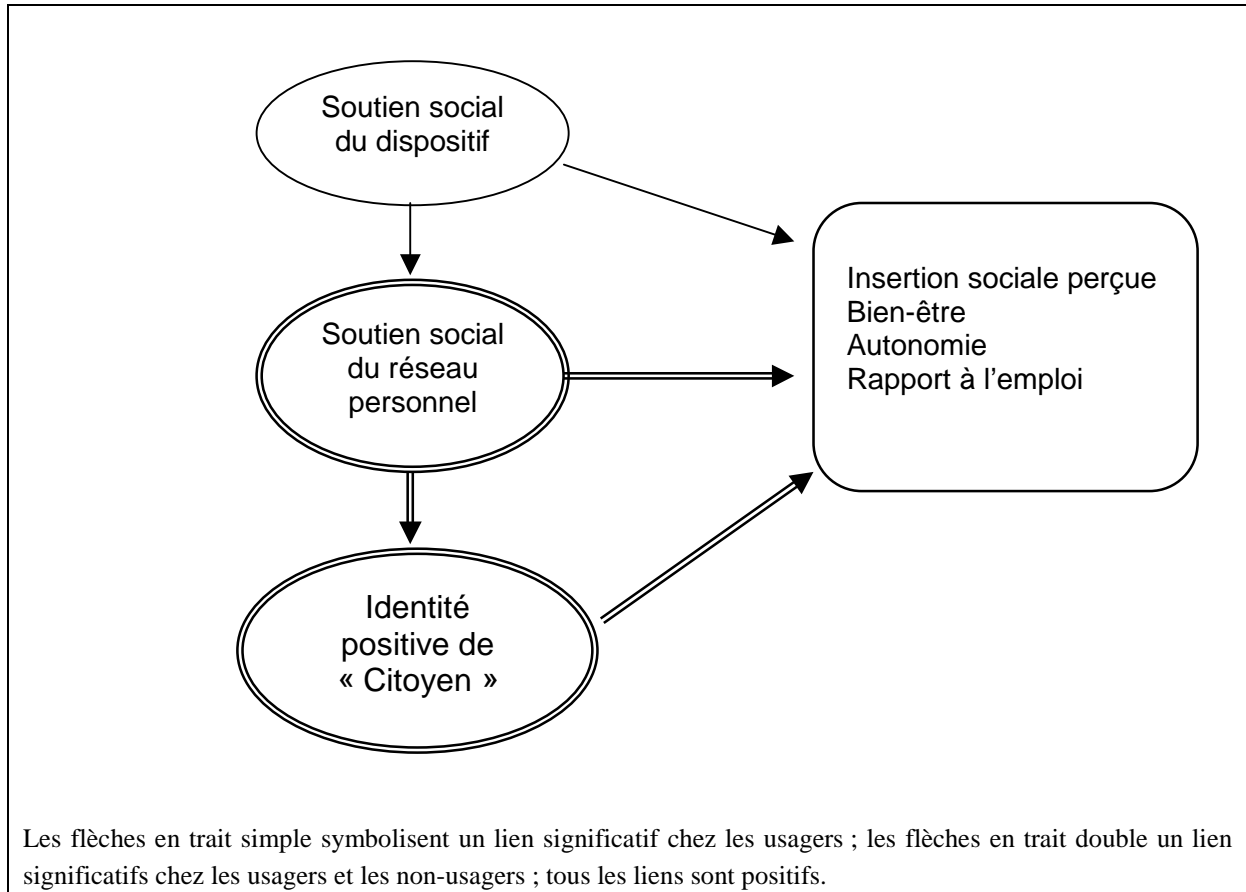 Soutien social
du dispositif
Insertion sociale perçue
Bien-être
Autonomie
Rapport à l’emploi
Soutien social
du réseau
personnel
Identité
positive de
« Citoyen »
Les flèches en trait simple symbolisent un lien significatif chez les usagers ; les flèches en trait double un lien
significatifs chez les usagers et les non-usagers ; tous les liens sont positifs.